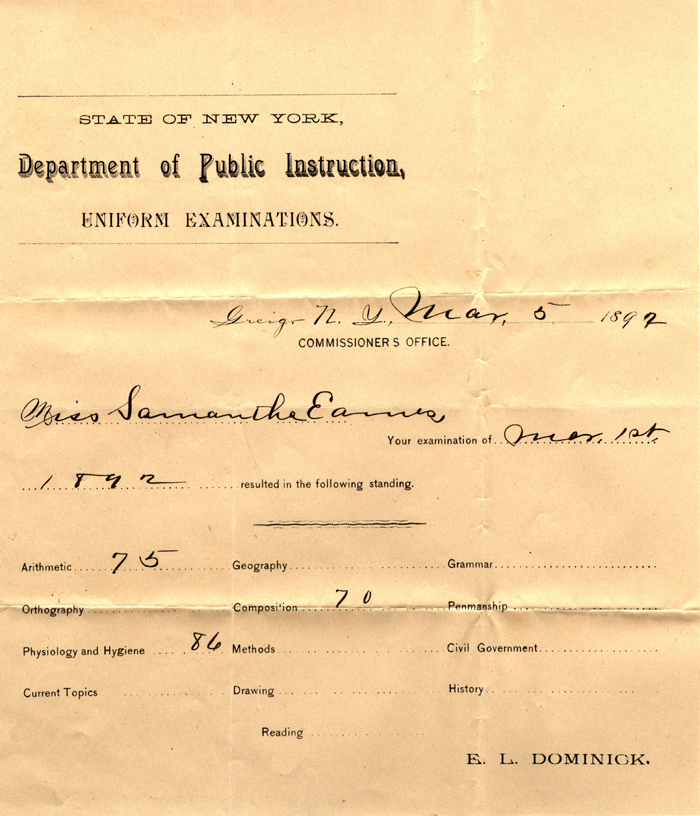 STATE OF NEW YORK,
Department of Public Instruction,
UNIFORM EXAMINATIONS.
Greig N. Y, Mar, 5 1892
COMMISSIONER'S OFFICE.
Miss Samantha Eames,
Your examination of Mar. 1st,
1892 resulted in the following standing.
Arithmetic 75 Geography Grammar
Orthography Composition 70 Penmanship
Physiology and Hygiene 86 Methods Civil Government
Current Topics Drawing History
Reading
E. L. DOMINICK.